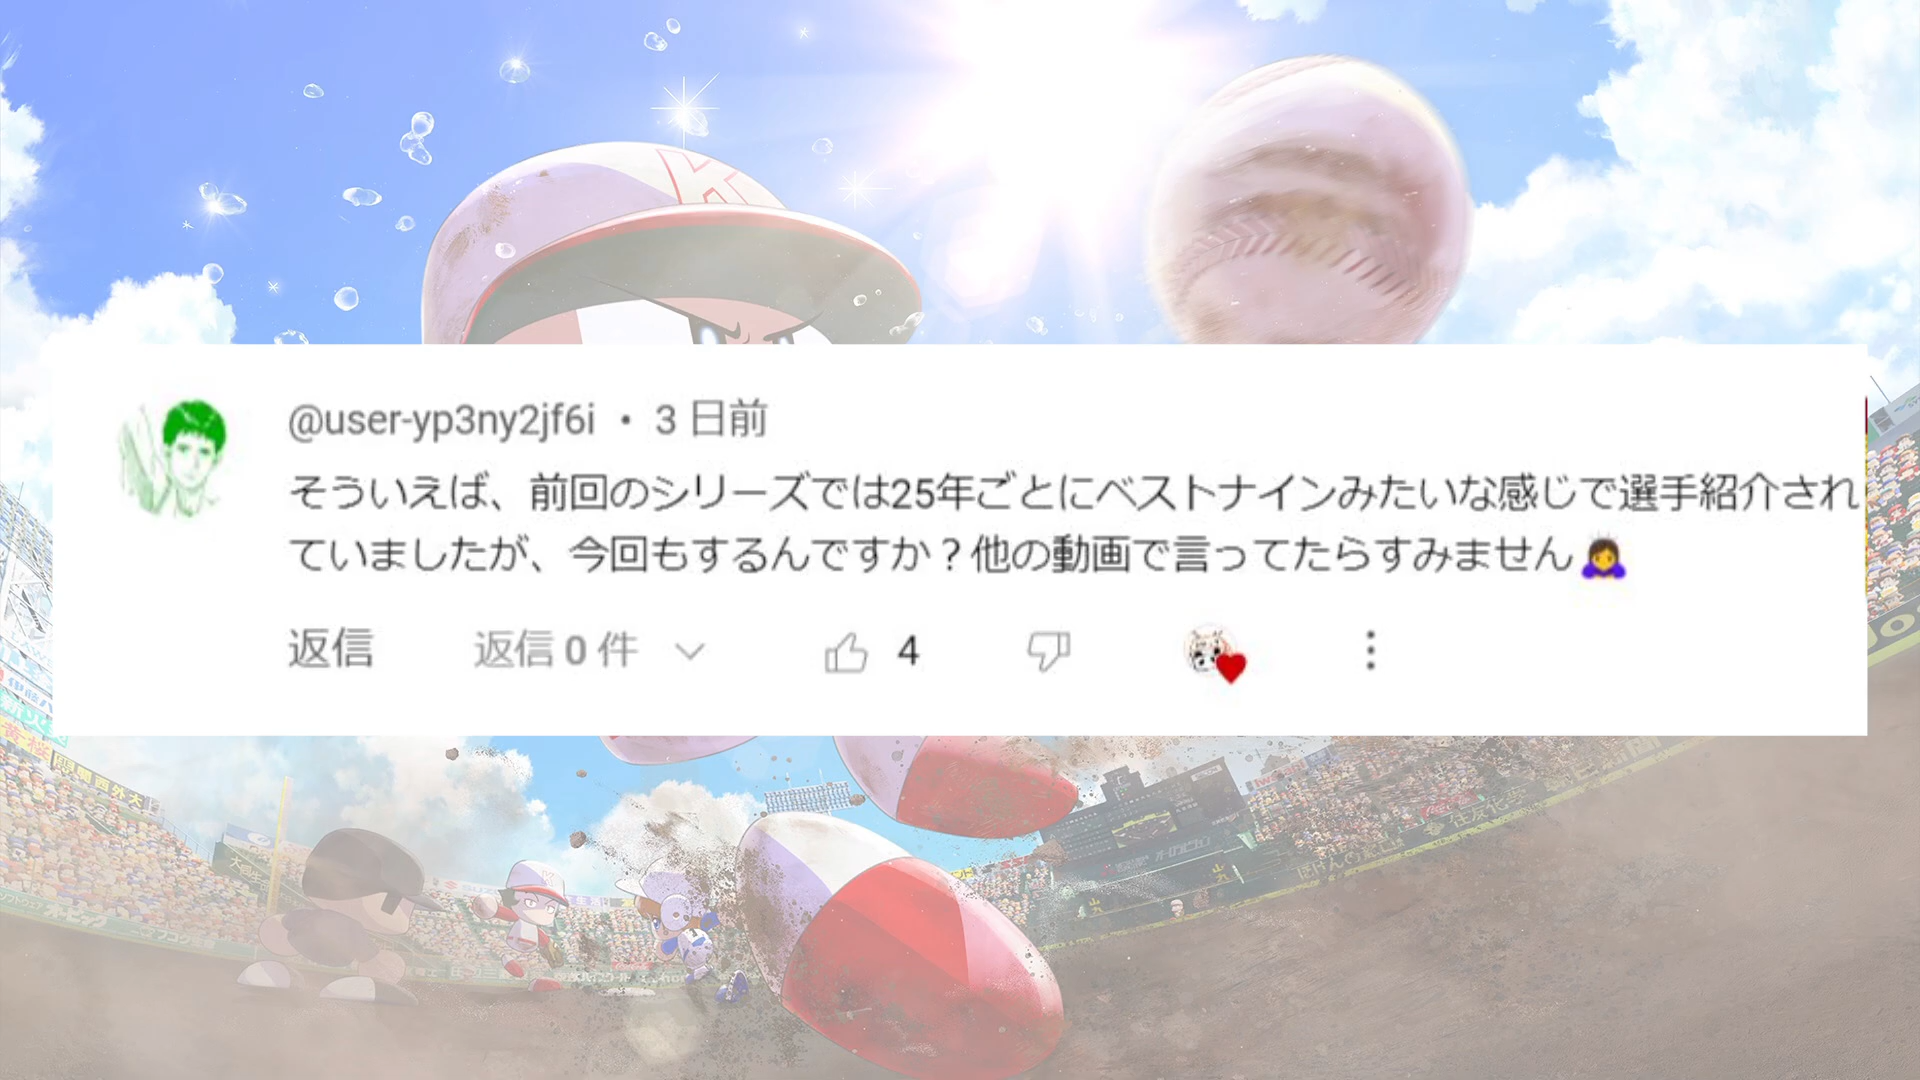 @user-yp3ny2jf6i ・ 3 日前
そういえば、前回のシリーズでは25年ごとにベストナインみたいな感じで選手紹介され
ていましたが、今回もするんですか？他の動画で言ってたらすみません🙇‍♀️
返信 返信 0 件 4